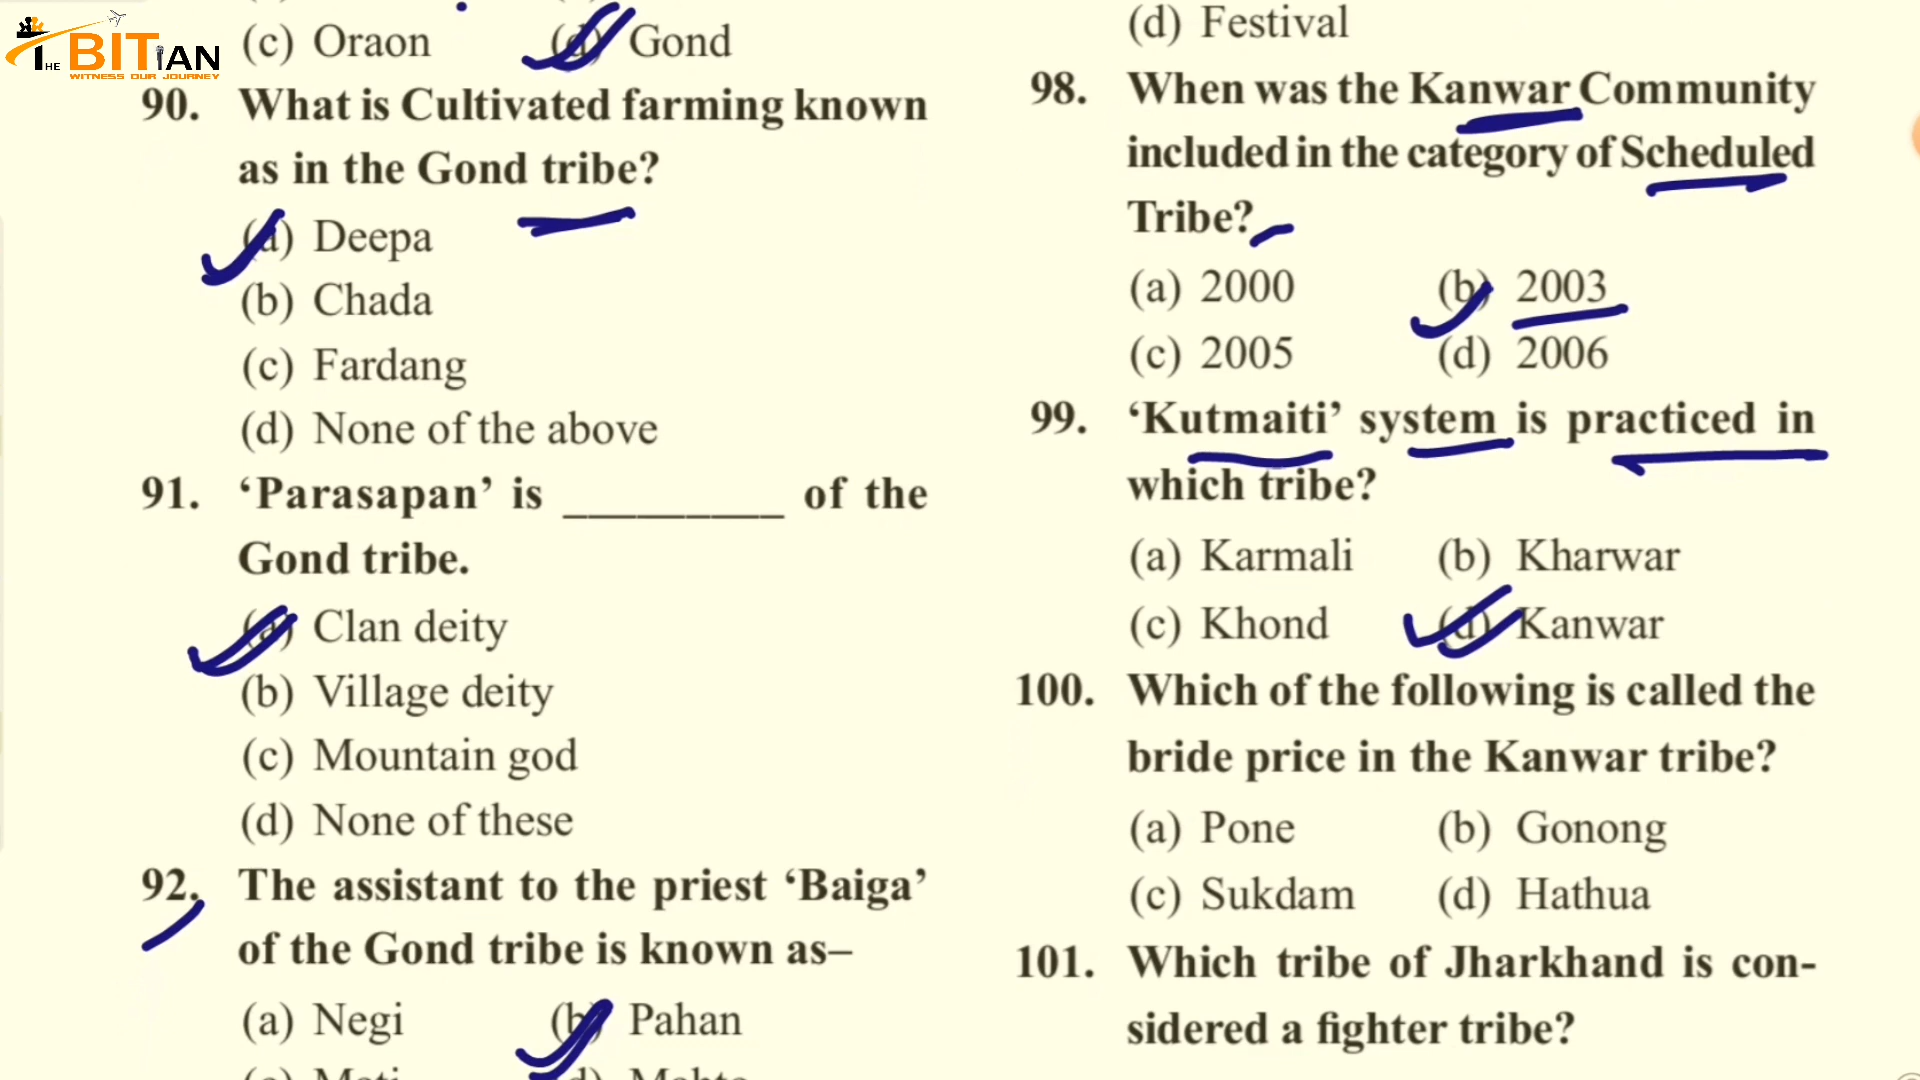 THE BITIAN
WITNESS OUR JOURNEY
(c) Oraon (d) Gond
90. What is Cultivated farming known
as in the Gond tribe?
(a) Deepa
(b) Chada
(c) Fardang
(d) None of the above
91. ‘Parasapan’ is _________ of the
Gond tribe.
(a) Clan deity
(b) Village deity
(c) Mountain god
(d) None of these
92. The assistant to the priest ‘Baiga’
of the Gond tribe is known as–
(a) Negi (b) Pahan
(d) Festival
98. When was the Kanwar Community
included in the category of Scheduled
Tribe?
(a) 2000 (b) 2003
(c) 2005 (d) 2006
99. ‘Kutmaiti’ system is practiced in
which tribe?
(a) Karmali (b) Kharwar
(c) Khond (d) Kanwar
100. Which of the following is called the
bride price in the Kanwar tribe?
(a) Pone (b) Gonong
(c) Sukdam (d) Hathua
101. Which tribe of Jharkhand is con-
sidered a fighter tribe?